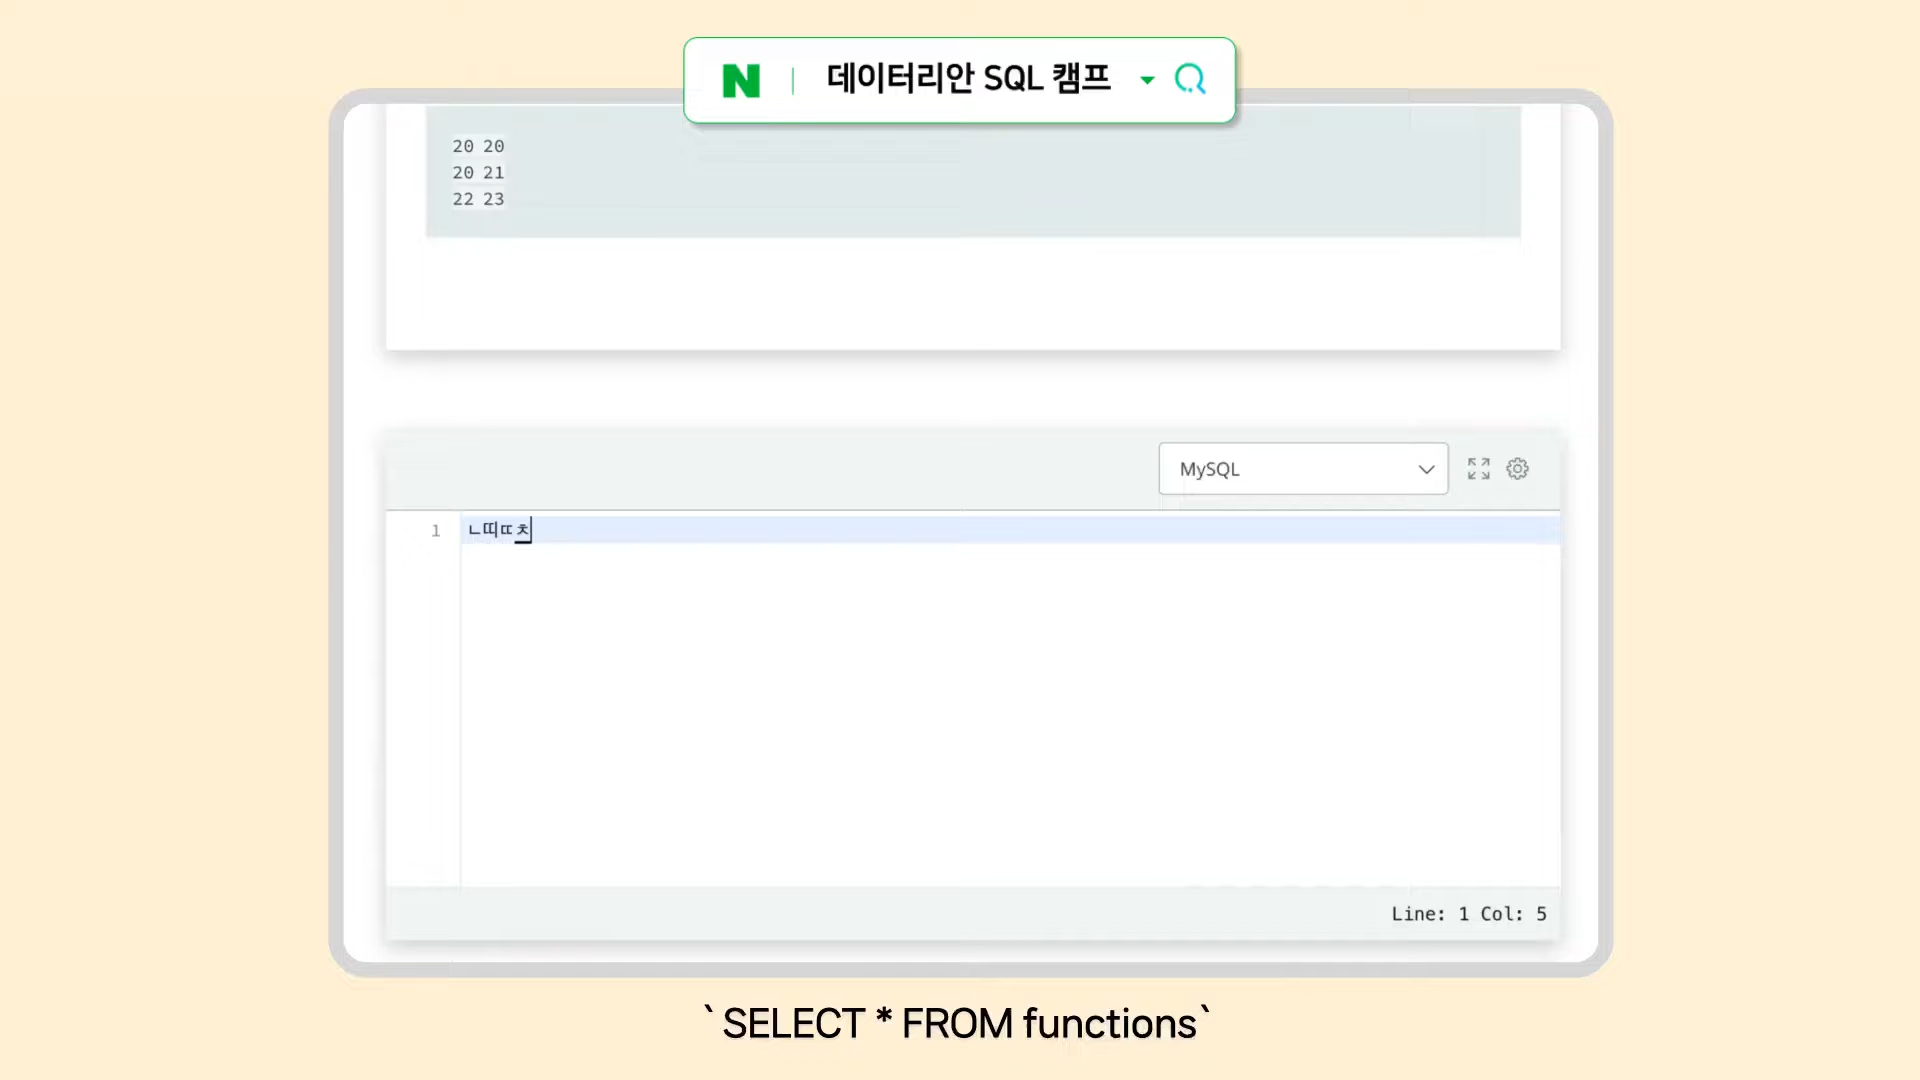 N 데이터리안 SQL 캠프
20 20
20 21
22 23
MySQL
1 ㄴ띠ㄸㅊ
Line: 1 Col: 5
`SELECT * FROM functions`